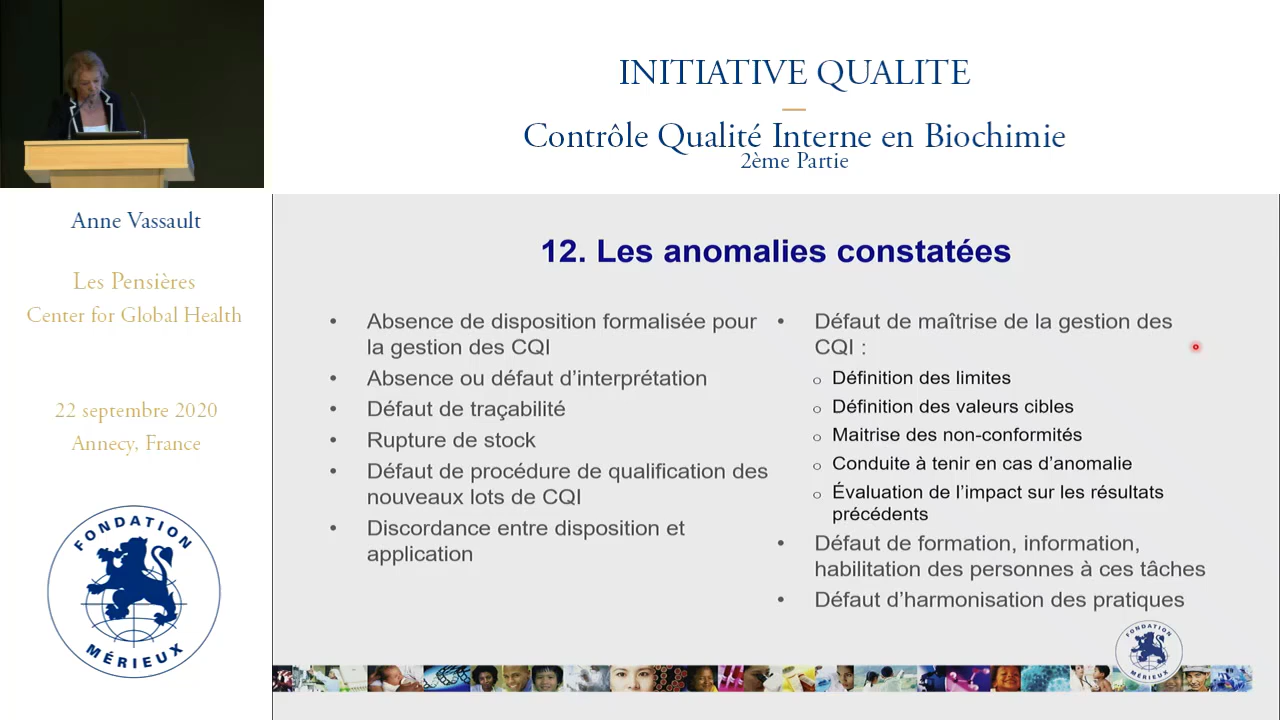 INITIATIVE QUALITE
Contrôle Qualité Interne en Biochimie
2ème Partie
Anne Vassault
Les Pensières
Center for Global Health
22 septembre 2020
Annecy, France
FONDATION
MÉRIEUX
12. Les anomalies constatées
• Absence de disposition formalisée pour
la gestion des CQI
• Absence ou défaut d’interprétation
• Défaut de traçabilité
• Rupture de stock
• Défaut de procédure de qualification des
nouveaux lots de CQI
• Discordance entre disposition et
application
• Défaut de maîtrise de la gestion des
CQI :
o Définition des limites
o Définition des valeurs cibles
o Maitrise des non-conformités
o Conduite à tenir en cas d’anomalie
o Évaluation de l’impact sur les résultats
précédents
• Défaut de formation, information,
habilitation des personnes à ces tâches
• Défaut d’harmonisation des pratiques
FONDATION
MÉRIEUX